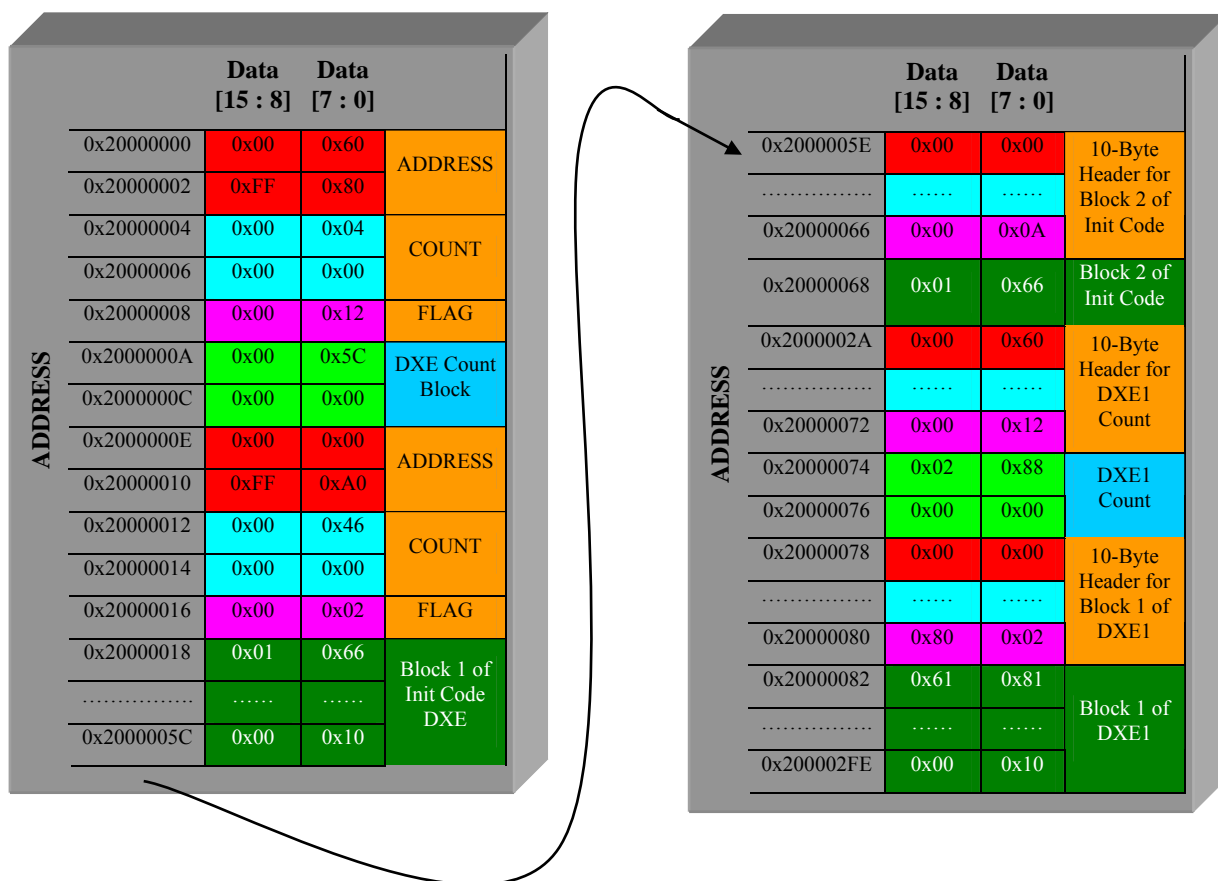 Data Data
[15 : 8] [7 : 0]
ADDRESS
0x20000000 0x00 0x60
ADDRESS
0x20000002 0xFF 0x80
0x20000004 0x00 0x04
COUNT
0x20000006 0x00 0x00
0x20000008 0x00 0x12 FLAG
0x2000000A 0x00 0x5C
DXE Count
Block
0x2000000C 0x00 0x00
0x2000000E 0x00 0x00
ADDRESS
0x20000010 0xFF 0xA0
0x20000012 0x00 0x46
COUNT
0x20000014 0x00 0x00
0x20000016 0x00 0x02 FLAG
0x20000018 0x01 0x66
Block 1 of
Init Code
DXE
……………. …… ……
0x2000005C 0x00 0x10
Data Data
[15 : 8] [7 : 0]
ADDRESS
0x2000005E 0x00 0x00
10-Byte
Header for
Block 2 of
Init Code
……………. …… ……
0x20000066 0x00 0x0A
0x20000068 0x01 0x66
Block 2 of
Init Code
0x2000002A 0x00 0x60
10-Byte
Header for
DXE1
Count
……………. …… ……
0x20000072 0x00 0x12
0x20000074 0x02 0x88
DXE1
Count
0x20000076 0x00 0x00
0x20000078 0x00 0x00
10-Byte
Header for
Block 1 of
DXE1
……………. …… ……
0x20000080 0x80 0x02
0x20000082 0x61 0x81
Block 1 of
DXE1
……………. …… ……
0x200002FE 0x00 0x10